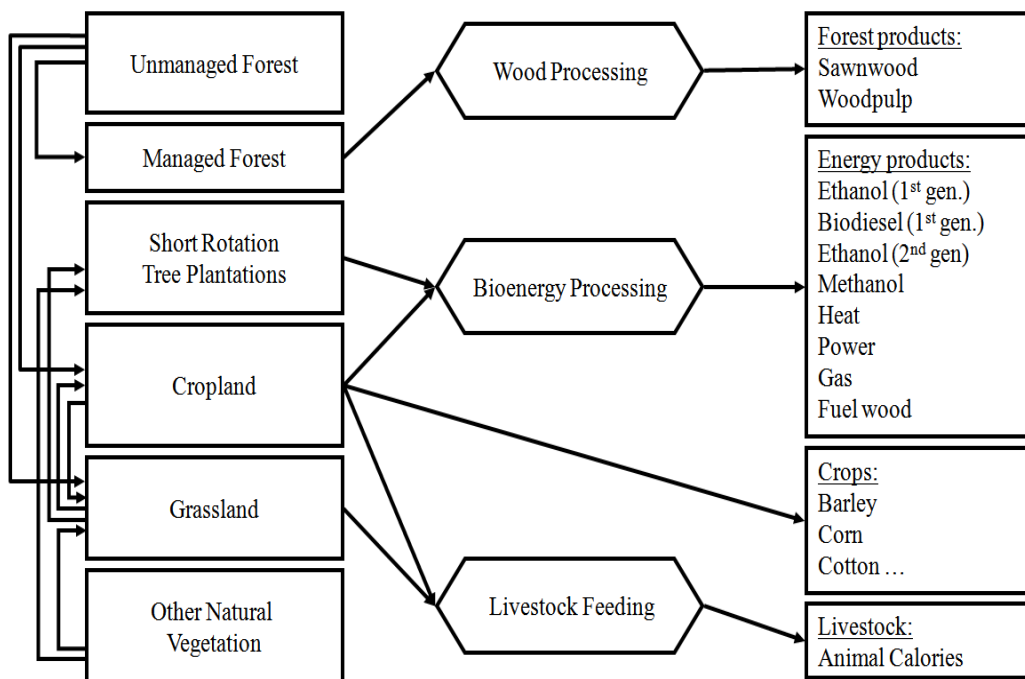 Unmanaged Forest
Managed Forest
Short Rotation
Tree Plantations
Cropland
Grassland
Other Natural
Vegetation
Wood Processing
Bioenergy Processing
Livestock Feeding
Forest products:
Sawnwood
Woodpulp
Energy products:
Ethanol (1st gen.)
Biodiesel (1st gen.)
Ethanol (2nd gen)
Methanol
Heat
Power
Gas
Fuel wood
Crops:
Barley
Corn
Cotton …
Livestock:
Animal Calories